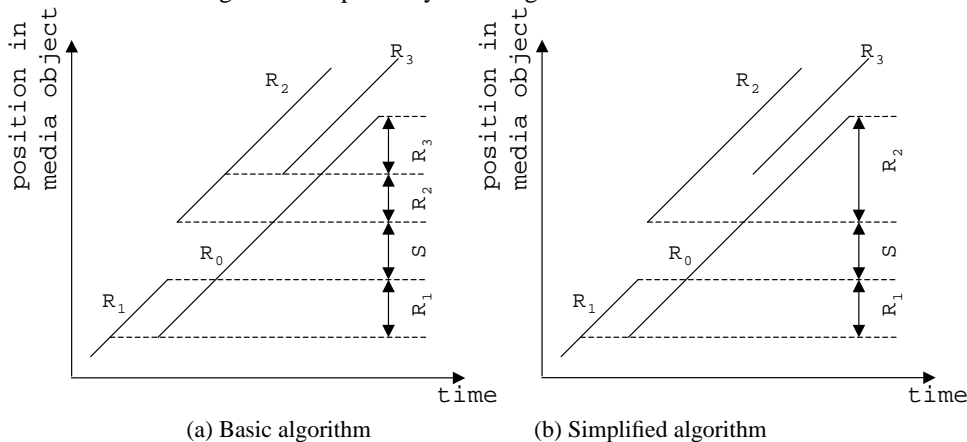 position in
media object
R2
R3
R3
R2
R0
S
R1
R1
time
(a) Basic algorithm
position in
media object
R2
R3
R2
R0
S
R1
R1
time
(b) Simplified algorithm